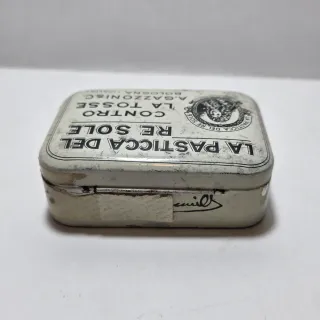 LA PASTICCA DEL
RE SOLE
CONTRO
LA TOSSE
A. GAZZONI & C.
BOLOGNA